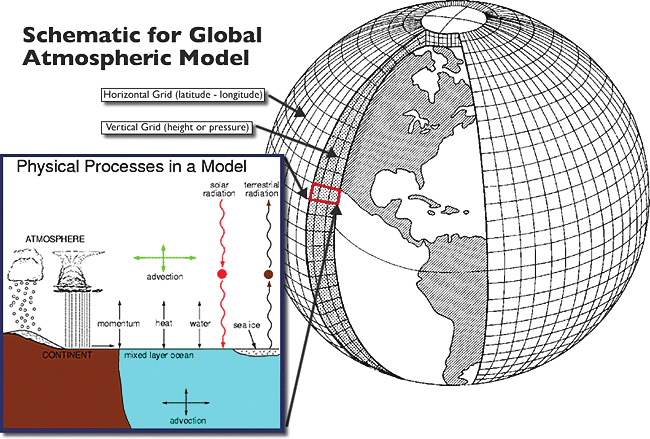 Schematic for Global
Atmospheric Model
Horizontal Grid (latitude - longitude)
Vertical Grid (height or pressure)
Physical Processes in a Model
solar
radiation
terrestrial
radiation
ATMOSPHERE
advection
momentum
heat
water
sea ice
CONTINENT
mixed layer ocean
advection